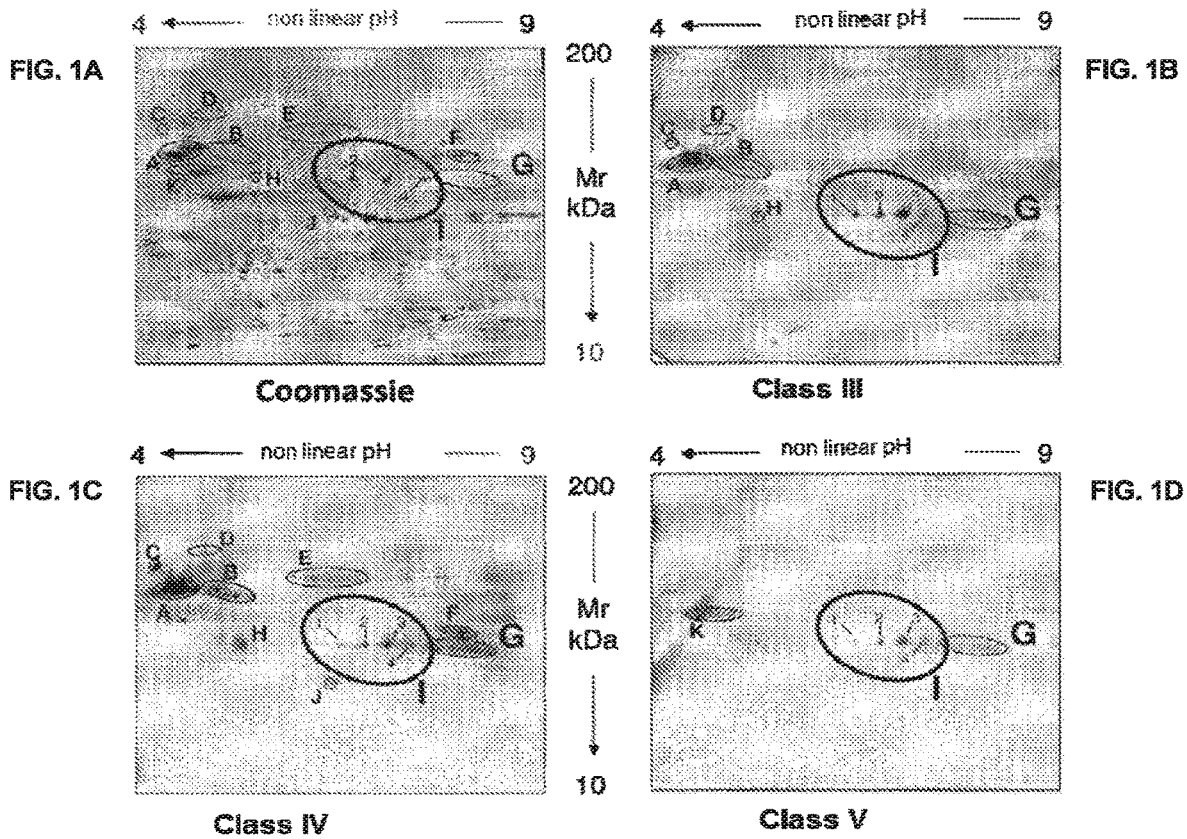 4 non linear pH 9
FIG. 1A
200
C D E
A B F
K H G
J I
Mr
kDa
10
Coomassie
4 non linear pH 9
FIG. 1B
C D
B
A
H G
I
Class III
4 non linear pH 9
FIG. 1C
200
C D E
B
A F
H G
J I
Mr
kDa
10
Class IV
4 non linear pH 9
FIG. 1D
K G
I
Class V